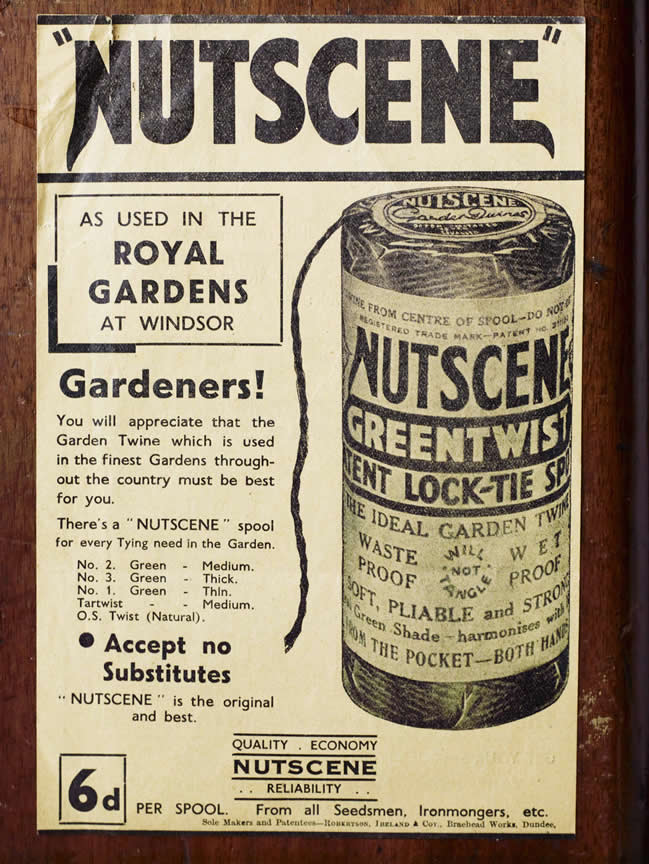 "NUTSCENE"
AS USED IN THE
ROYAL
GARDENS
AT WINDSOR
Gardeners!
You will appreciate that the
Garden Twine which is used
in the finest Gardens through-
out the country must be best
for you.
There's a "NUTSCENE" spool
for every Tying need in the Garden.
No. 2. Green - Medium.
No. 3. Green - Thick.
No. 1. Green - Thin.
Tartwist - - Medium.
O.S. Twist (Natural).
● Accept no
Substitutes
"NUTSCENE" is the original
and best.
NUTSCENE
Garden Twines
FROM CENTRE OF SPOOL-DO NOT
REGISTERED TRADE MARK-PATENT NO.
NUTSCENE
GREENTWIST
LOCK-TIE
THE IDEAL GARDEN TWINE
WASTE
PROOF
WILL
NOT
TANGLE
WET
PROOF
SOFT, PLIABLE and STRONG
Green Shade-harmonises with
FROM THE POCKET-BOTH HANDS
QUALITY . ECONOMY
NUTSCENE
. . RELIABILITY . .
6d PER SPOOL. From all Seedsmen, Ironmongers, etc.
Sole Makers and Patentees-ROBERTSON, IRELAND & COY., Braehead Works, Dundee,